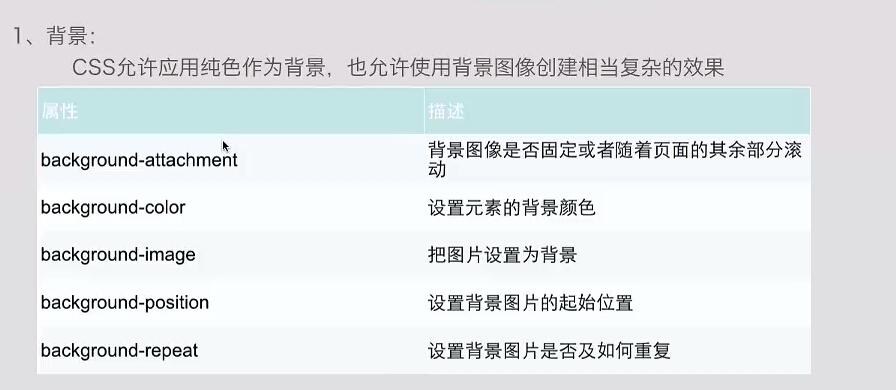 1、背景：
CSS允许应用纯色作为背景，也允许使用背景图像创建相当复杂的效果
属性 描述
background-attachment 背景图像是否固定或者随着页面的其余部分滚
动
background-color 设置元素的背景颜色
background-image 把图片设置为背景
background-position 设置背景图片的起始位置
background-repeat 设置背景图片是否及如何重复